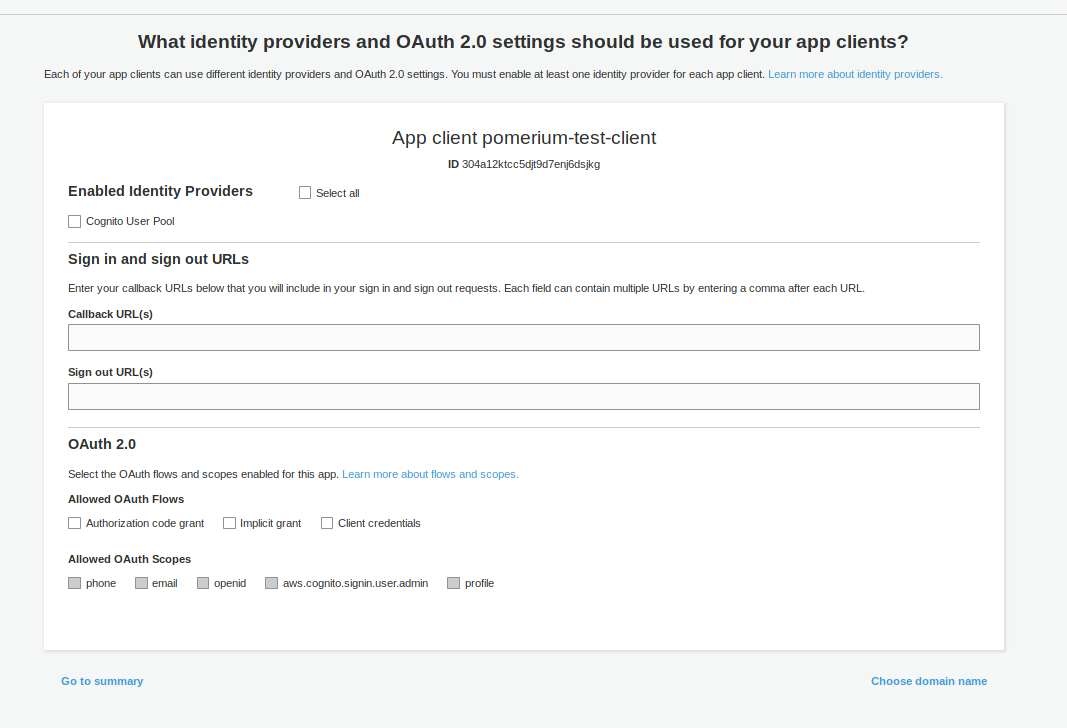 What identity providers and OAuth 2.0 settings should be used for your app clients?
Each of your app clients can use different identity providers and OAuth 2.0 settings. You must enable at least one identity provider for each app client. Learn more about identity providers.
App client pomerium-test-client
ID 304a12ktcc5djt9d7enj6dsjkg
Enabled Identity Providers Select all
Cognito User Pool
Sign in and sign out URLs
Enter your callback URLs below that you will include in your sign in and sign out requests. Each field can contain multiple URLs by entering a comma after each URL.
Callback URL(s)
Sign out URL(s)
OAuth 2.0
Select the OAuth flows and scopes enabled for this app. Learn more about flows and scopes.
Allowed OAuth Flows
Authorization code grant Implicit grant Client credentials
Allowed OAuth Scopes
phone email openid aws.cognito.signin.user.admin profile
Go to summary Choose domain name